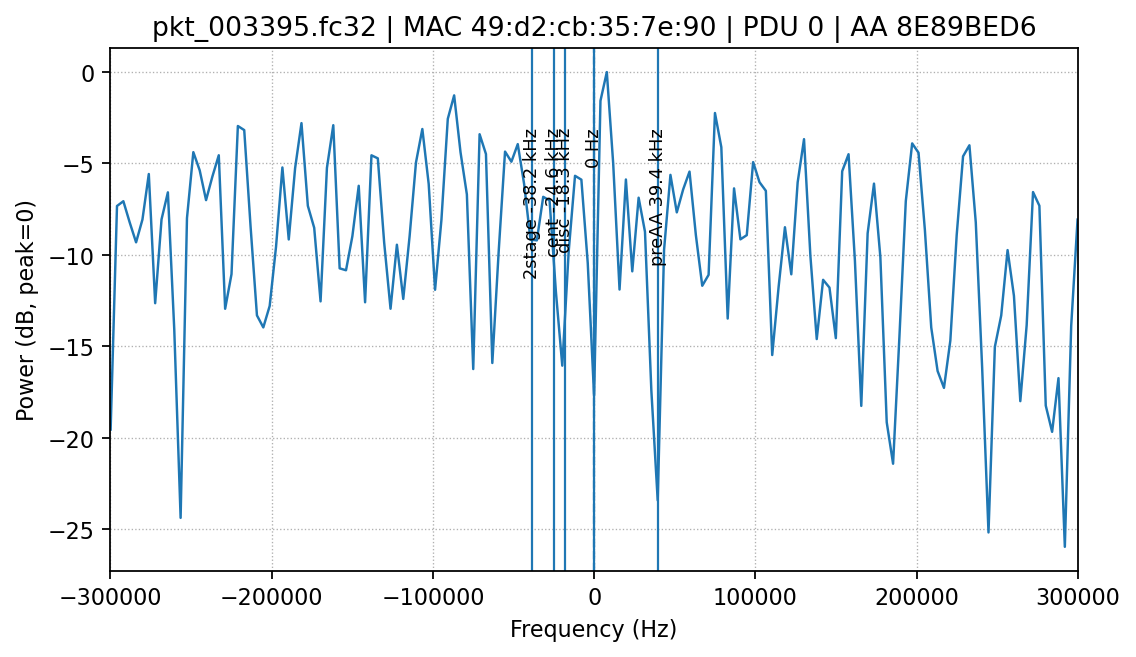 pkt_003395.fc32 | MAC 49:d2:cb:35:7e:90 | PDU 0 | AA 8E89BED6
Power (dB, peak=0)
0
−5
−10
−15
−20
−25
2stage -38.2 kHz
cent -24.6 kHz
disc -18.3 kHz
0 Hz
preAA 39.4 kHz
−300000
−200000
−100000
0
100000
200000
300000
Frequency (Hz)